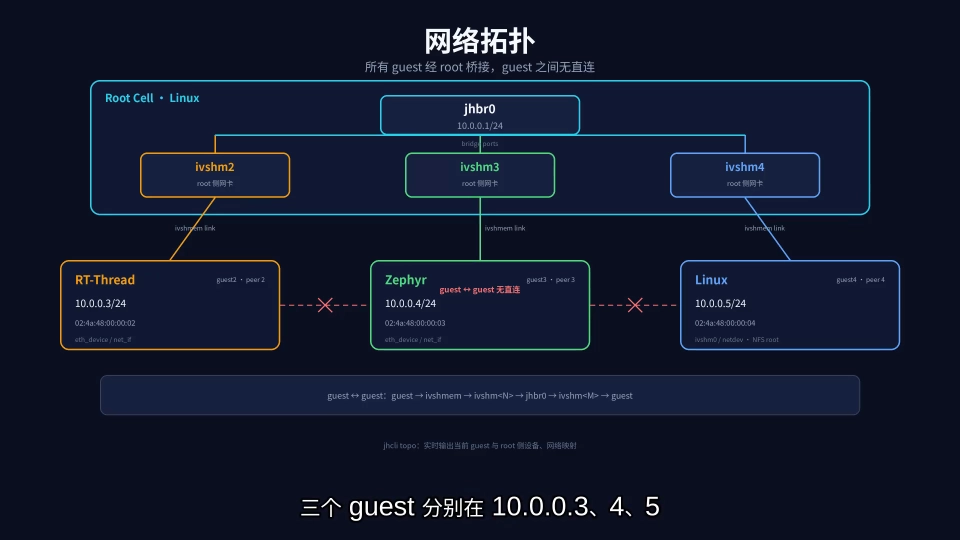 网络拓扑
所有 guest 经 root 桥接，guest 之间无直连
Root Cell • Linux
jhbr0
10.0.0.1/24
bridge ports
ivshm2
root 侧网卡
ivshm3
root 侧网卡
ivshm4
root 侧网卡
ivshmem link
ivshmem link
ivshmem link
RT-Thread
guest2 • peer 2
10.0.0.3/24
02:4a:48:00:00:02
eth_device / net_if
Zephyr
guest3 • peer 3
guest ↔ guest 无直连
10.0.0.4/24
02:4a:48:00:00:03
eth_device / net_if
Linux
guest4 • peer 4
10.0.0.5/24
02:4a:48:00:00:04
ivshm0 / netdev • NFS root
guest ↔ guest：guest → ivshmem → ivshm<N> → jhbr0 → ivshm<M> → guest
jhcli topo：实时输出当前 guest 与 root 侧设备、网络映射
三个 guest 分别在 10.0.0.3、4、5